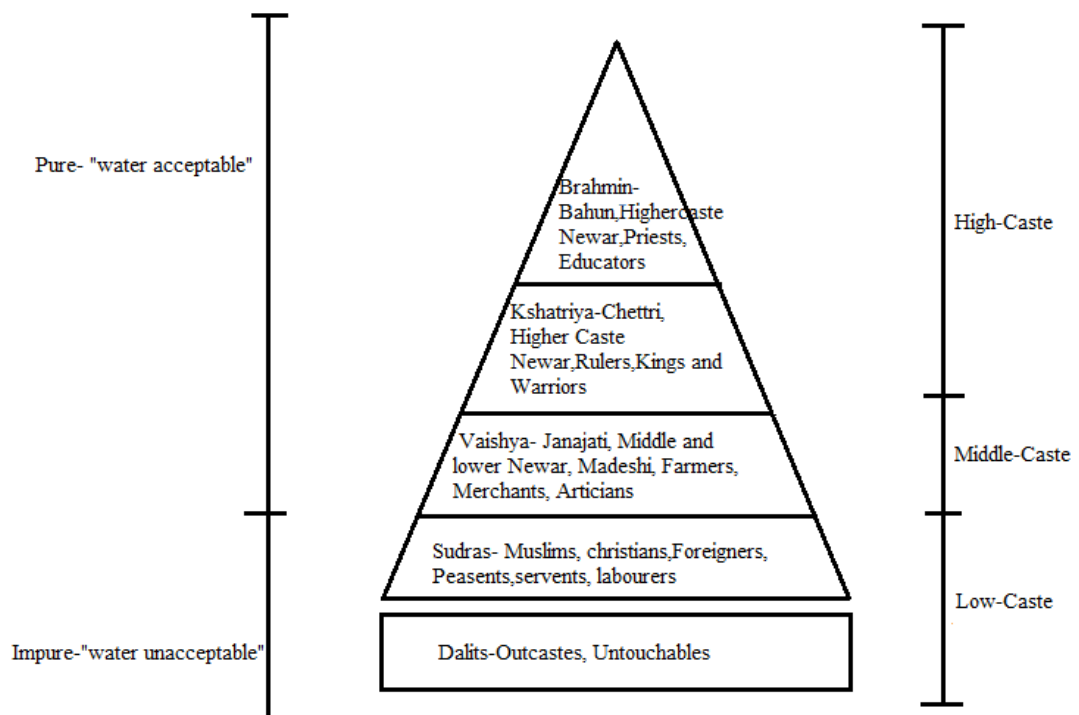 Pure- "water acceptable"
Brahmin-
Bahun,Highercaste
Newar,Priests,
Educators
High-Caste
Kshatriya-Chettri,
Higher Caste
Newar,Rulers,Kings and
Warriors
Vaishya- Janajati, Middle and
lower Newar, Madeshi, Farmers,
Merchants, Articians
Middle-Caste
Sudras- Muslims, christians,Foreigners,
Peasents,servents, labourers
Low-Caste
Impure-"water unacceptable"
Dalits-Outcastes, Untouchables